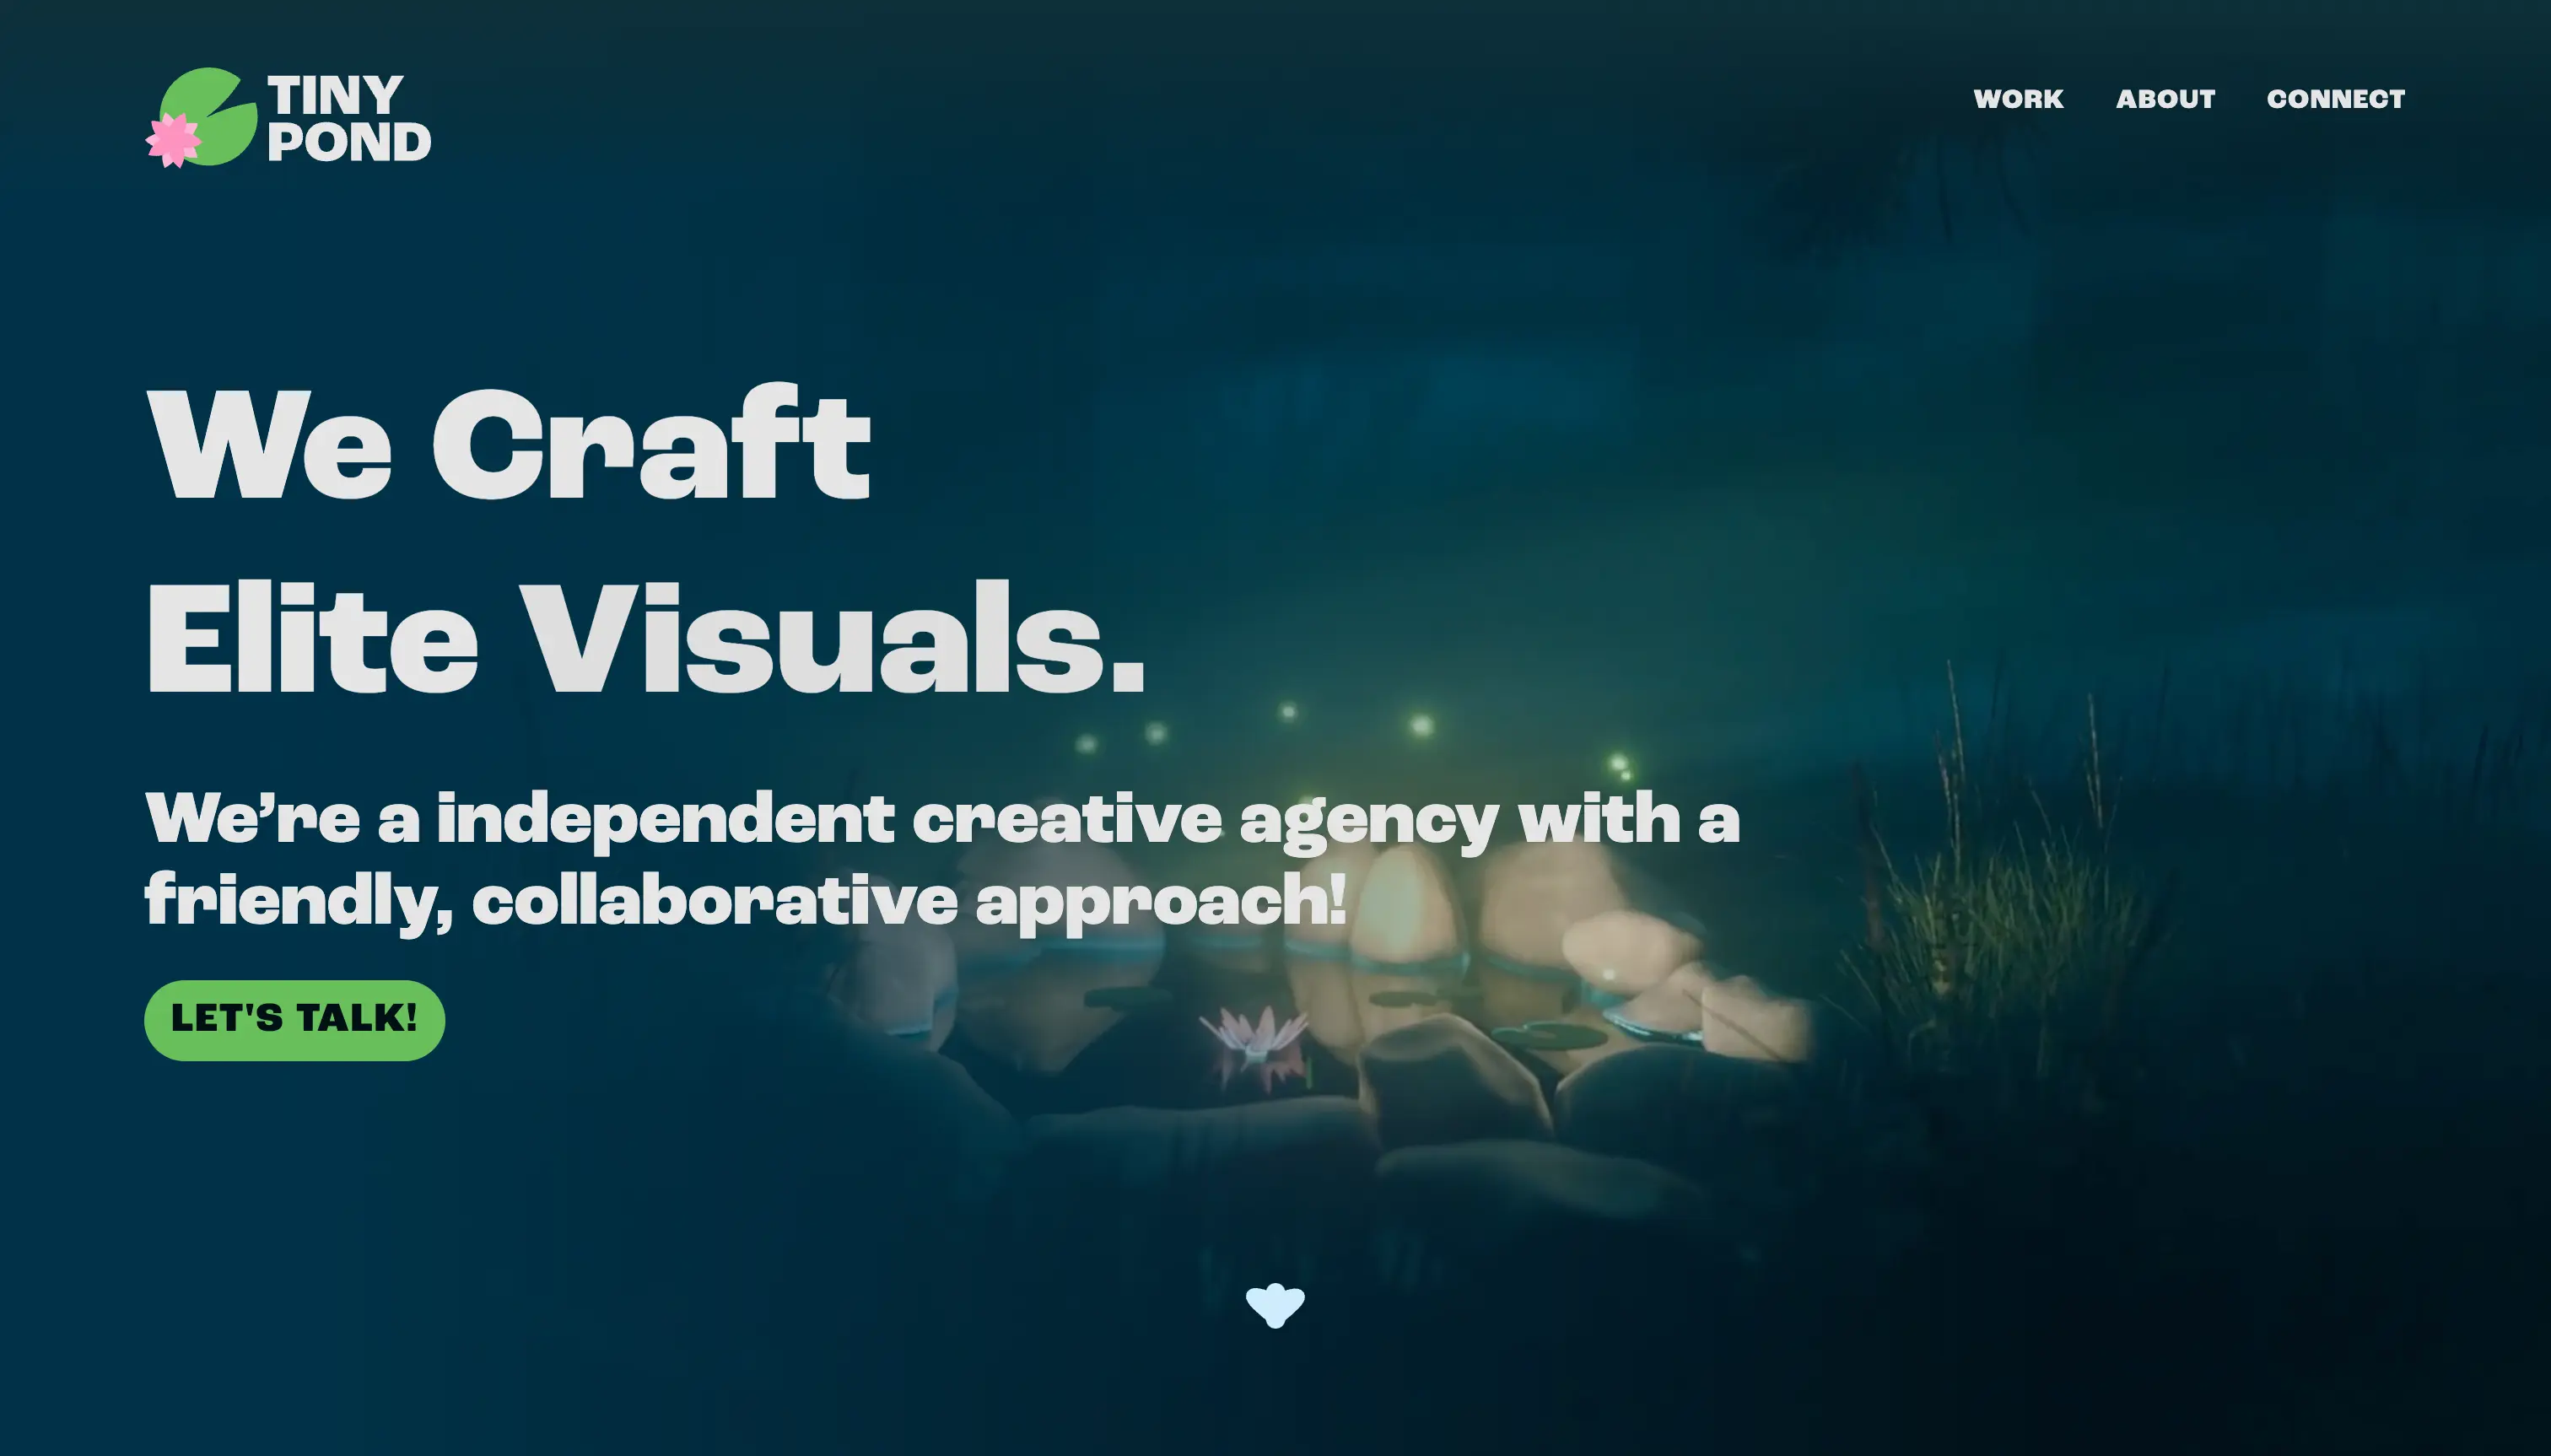 TINY
POND
WORK ABOUT CONNECT
We Craft
Elite Visuals.
We’re a independent creative agency with a
friendly, collaborative approach!
LET'S TALK!